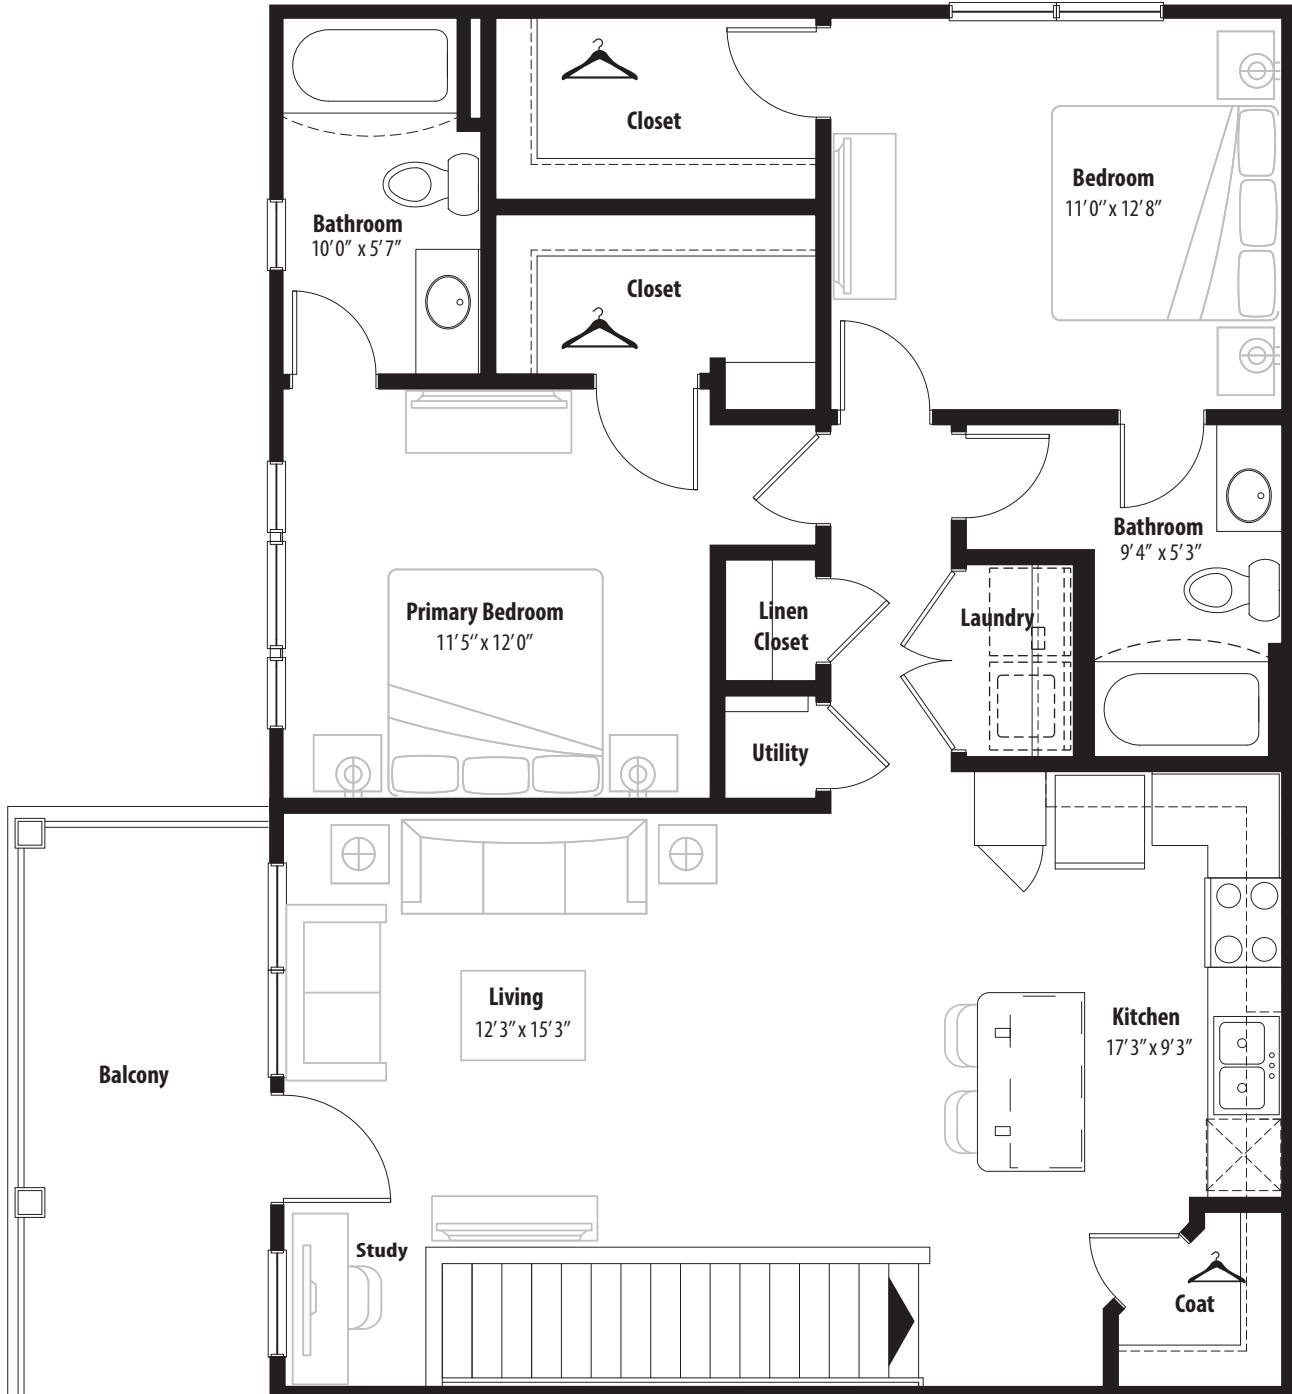 Closet
Bedroom
11'0" x 12'8"
Bathroom
10'0" x 5'7"
Closet
Bathroom
9'4" x 5'3"
Primary Bedroom
11'5" x 12'0"
Linen
Closet
Laundry
Utility
Living
12'3" x 15'3"
Kitchen
17'3" x 9'3"
Balcony
Study
Coat